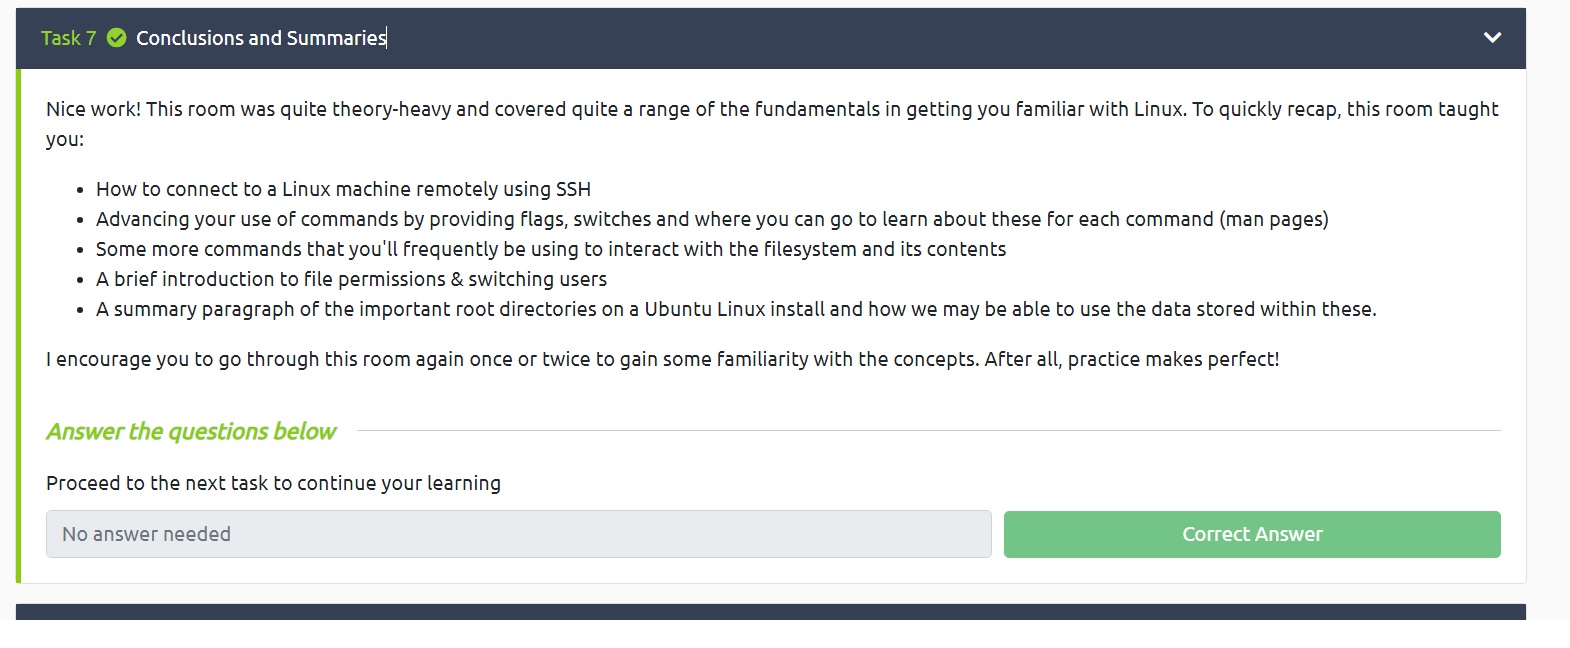 Task 7 Conclusions and Summaries
Nice work! This room was quite theory-heavy and covered quite a range of the fundamentals in getting you familiar with Linux. To quickly recap, this room taught
you:
• How to connect to a Linux machine remotely using SSH
• Advancing your use of commands by providing flags, switches and where you can go to learn about these for each command (man pages)
• Some more commands that you'll frequently be using to interact with the filesystem and its contents
• A brief introduction to file permissions & switching users
• A summary paragraph of the important root directories on a Ubuntu Linux install and how we may be able to use the data stored within these.
I encourage you to go through this room again once or twice to gain some familiarity with the concepts. After all, practice makes perfect!
Answer the questions below
Proceed to the next task to continue your learning
No answer needed
Correct Answer